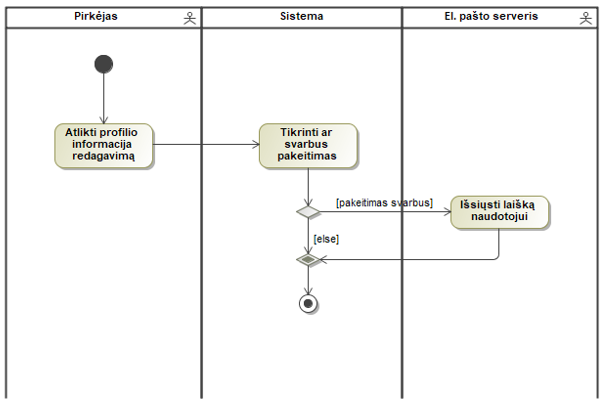 Pirkėjas
Sistema
El. pašto serveris
Atlikti profilio
informacija
redagavimą
Tikrinti ar
svarbus
pakeitimas
[pakeitimas svarbus]
Išsiųsti laišką
naudotojui
[else]